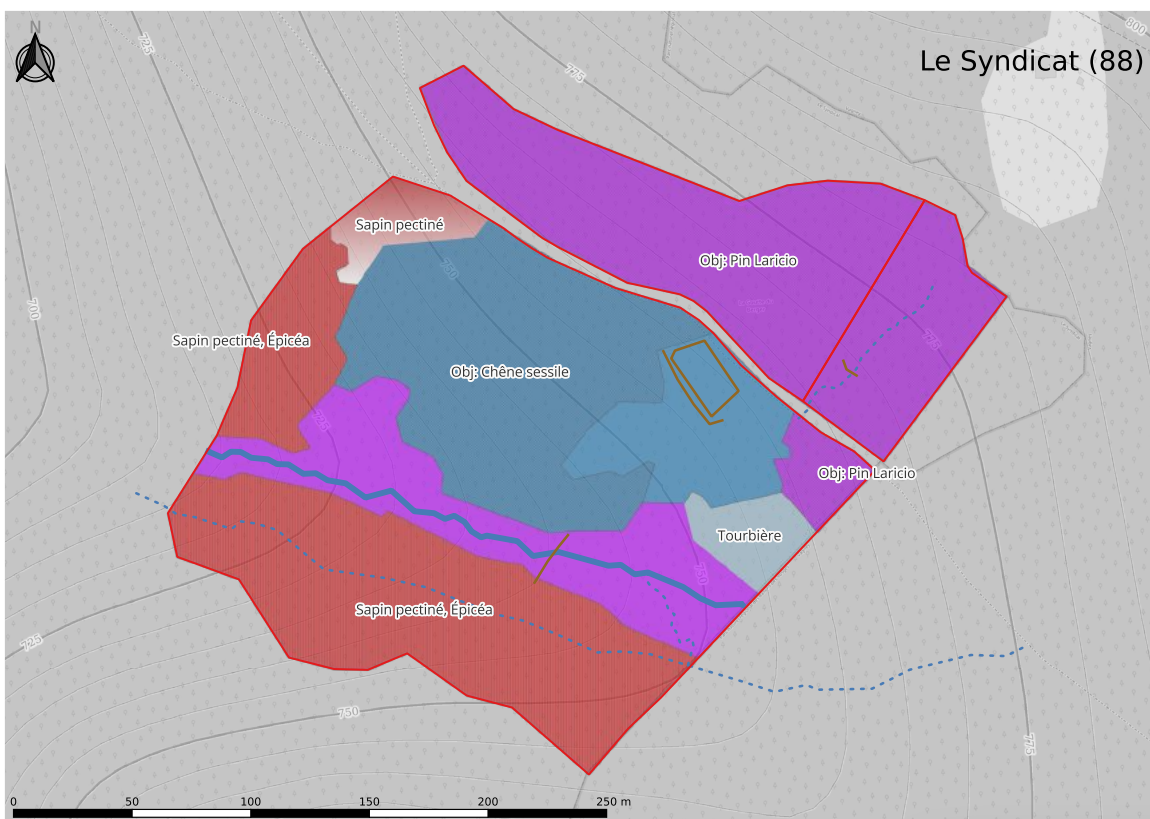 N
Le Syndicat (88)
800
725
775
Sapin pectiné
750
Obj: Pin Laricio
700
Sapin pectiné, Épicéa
775
Obj: Chêne sessile
725
Obj: Pin Laricio
Tourbière
750
Sapin pectiné, Épicéa
725
750
775
0 50 100 150 200 250 m